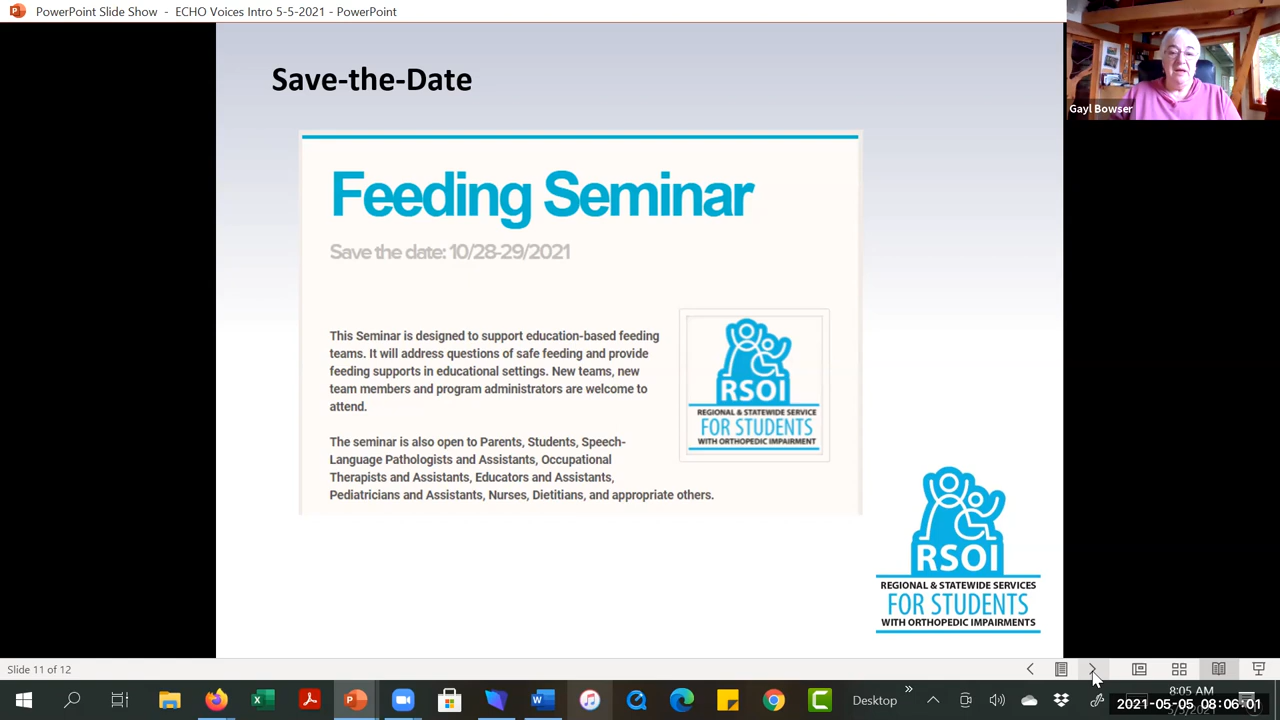 PowerPoint Slide Show - ECHO Voices Intro 5-5-2021 - PowerPoint
Gayl Bowser
Save-the-Date
Feeding Seminar
Save the date: 10/28-29/2021
This Seminar is designed to support education-based feeding
teams. It will address questions of safe feeding and provide
feeding supports in educational settings. New teams, new
team members and program administrators are welcome to
attend.
The seminar is also open to Parents, Students, Speech-
Language Pathologists and Assistants, Occupational
Therapists and Assistants, Educators and Assistants,
Pediatricians and Assistants, Nurses, Dietitians, and appropriate others.
RSOI
REGIONAL & STATEWIDE SERVICE
FOR STUDENTS
WITH ORTHOPEDIC IMPAIRMENT
RSOI
REGIONAL & STATEWIDE SERVICES
FOR STUDENTS
WITH ORTHOPEDIC IMPAIRMENTS
Slide 11 of 12
Desktop
8:05 AM
2021-05-05 08:06:01